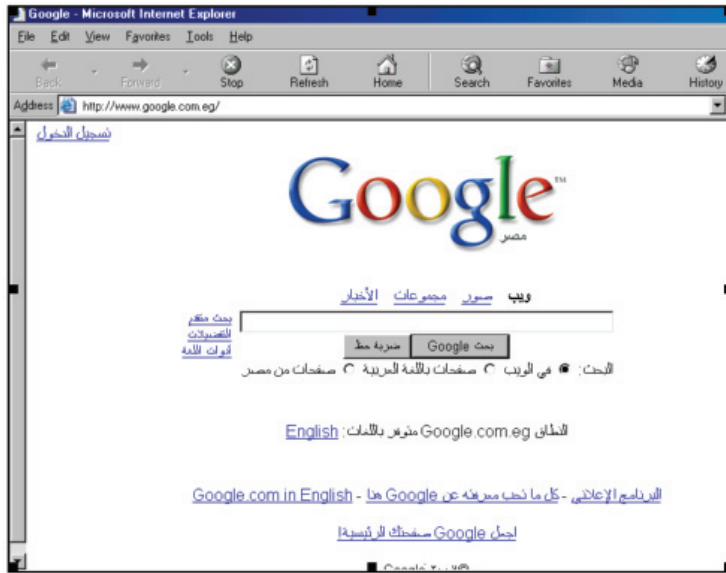 Google - Microsoft Internet Explorer
File Edit View Favorites Tools Help
Back Forward Stop Refresh Home Search Favorites Media History
Address http://www.google.com.eg/
تسجيل الدخول
Google™
مصر
ويب صور مجموعات الأخبار
بحث متقدم
التفضيلات
أدوات اللغة
بحث Google ضربة حظ
البحث: في الويب صفحات باللغة العربية صفحات من مصر
النطاق Google.com.eg متوفر باللغات: English
البرنامج الإعلاني - كل ما تحب معرفته عن Google هنا - Google.com in English
اجعل Google صفحتك الرئيسية!